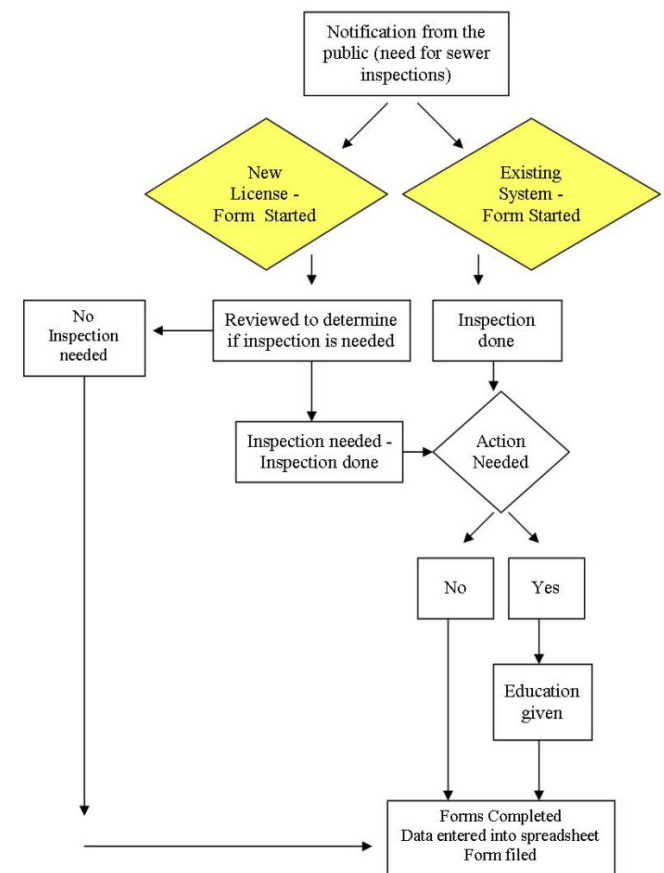 Notification from the
public (need for sewer
inspections)
New
License -
Form Started
Existing
System -
Form Started
No
Inspection
needed
Reviewed to determine
if inspection is needed
Inspection
done
Inspection needed -
Inspection done
Action
Needed
No
Yes
Education
given
Forms Completed
Data entered into spreadsheet
Form filed